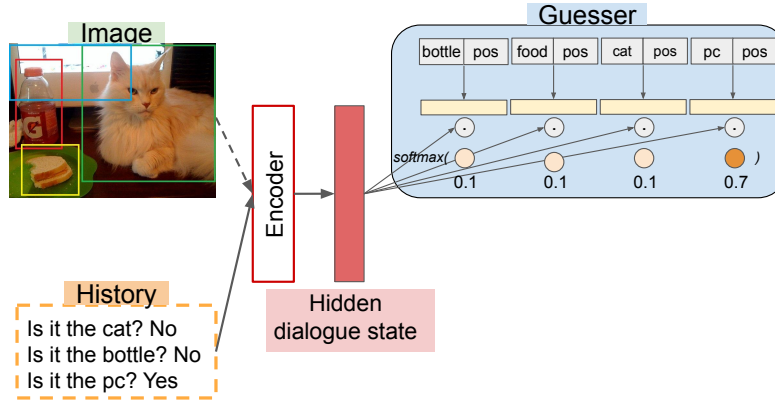 Image
Guesser
bottle pos food pos cat pos pc pos
G
. . . .
softmax( )
0.1 0.1 0.1 0.7
Encoder
Hidden
dialogue state
History
Is it the cat? No
Is it the bottle? No
Is it the pc? Yes